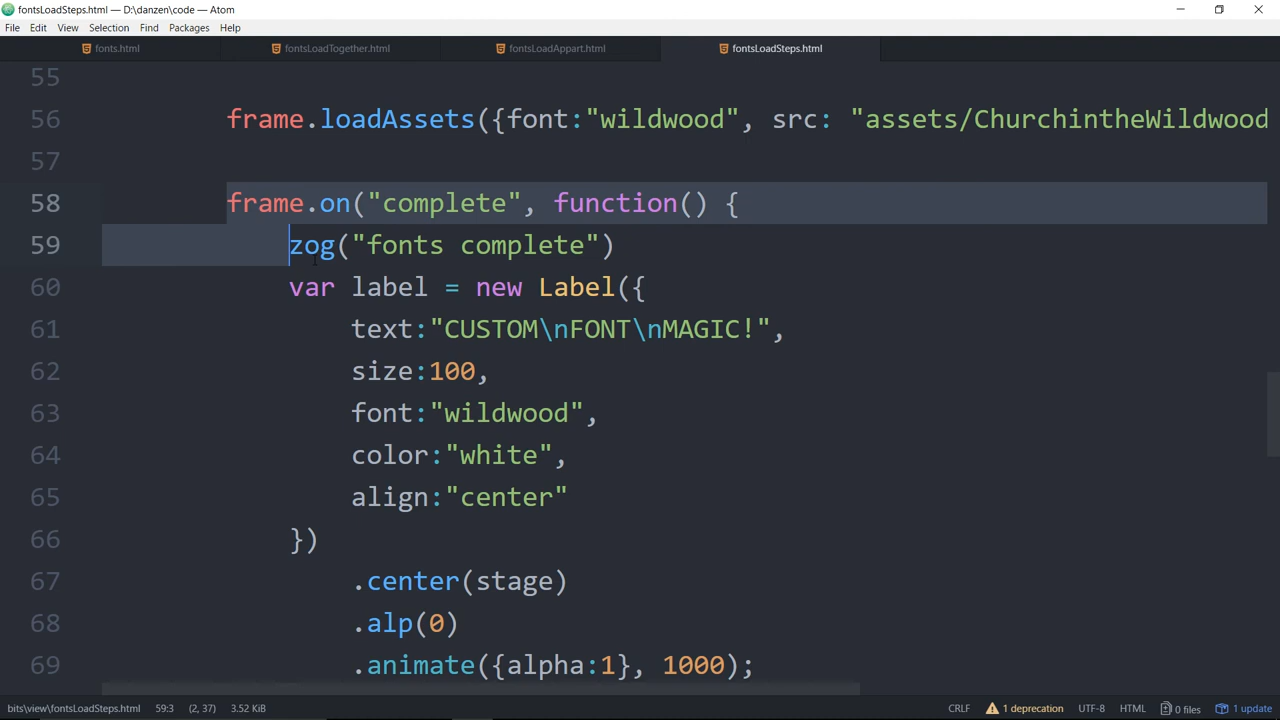 fontsLoadSteps.html — D:\danzen\code — Atom
File Edit View Selection Find Packages Help
fonts.html fontsLoadTogether.html fontsLoadAppart.html fontsLoadSteps.html
55
56 frame.loadAssets({font:"wildwood", src: "assets/ChurchintheWildwood
57
58 frame.on("complete", function() {
59 zog("fonts complete")
60 var label = new Label({
61 text:"CUSTOM\nFONT\nMAGIC!",
62 size:100,
63 font:"wildwood",
64 color:"white",
65 align:"center"
66 })
67 .center(stage)
68 .alp(0)
69 .animate({alpha:1}, 1000);
bits\view\fontsLoadSteps.html 59:3 (2, 37) 3.52 KiB CRLF 1 deprecation UTF-8 HTML 0 files 1 update